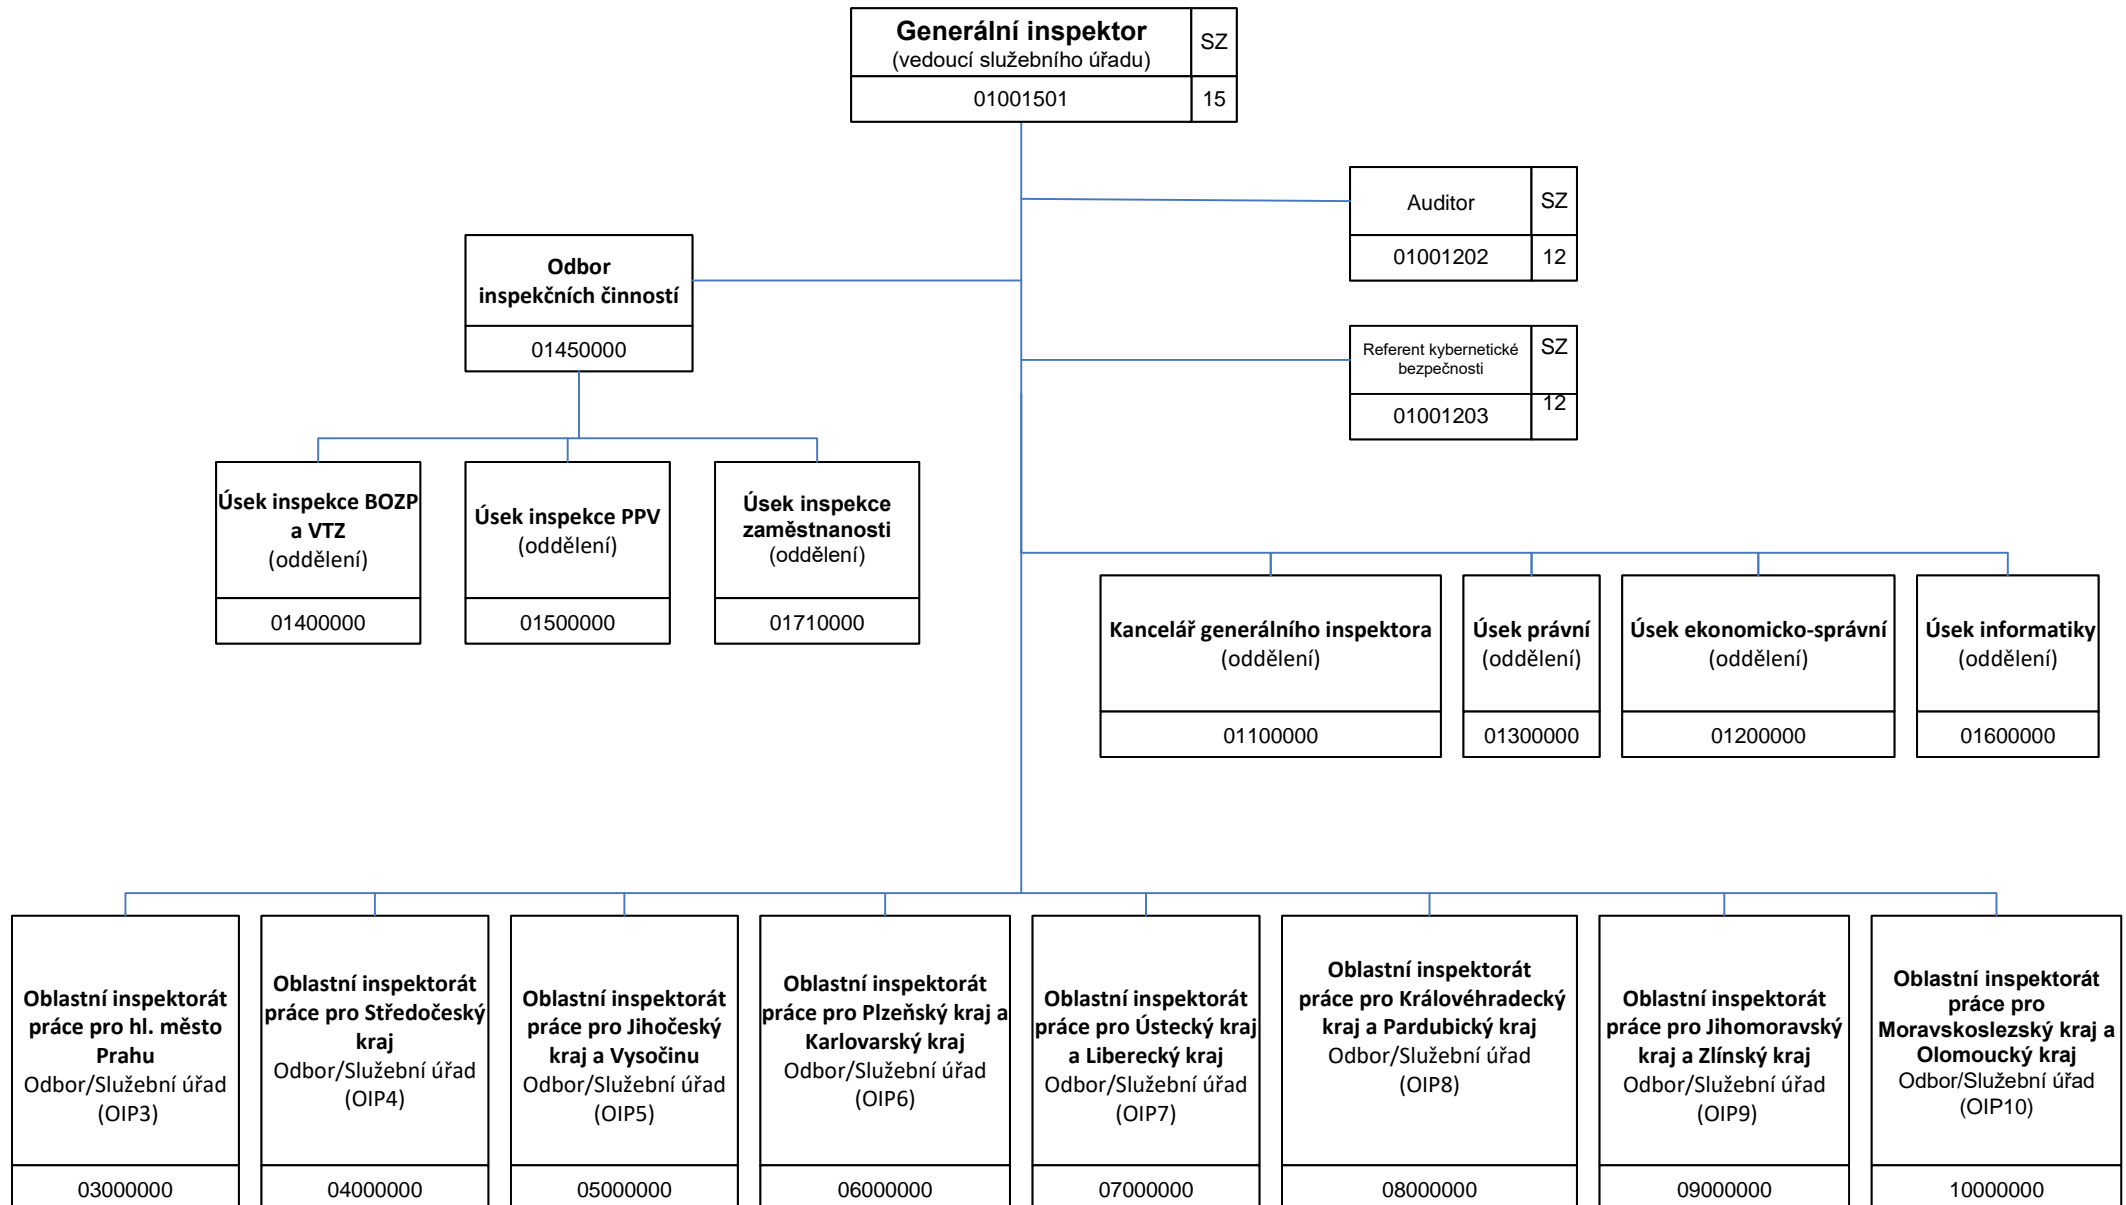 Generální inspektor
(vedoucí služebního úřadu)
SZ
01001501
15
Auditor
SZ
01001202
12
Odbor
inspekčních činností
01450000
Referent kybernetické
bezpečnosti
SZ
01001203
12
Úsek inspekce BOZP
a VTZ
(oddělení)
01400000
Úsek inspekce PPV
(oddělení)
01500000
Úsek inspekce
zaměstnanosti
(oddělení)
01710000
Kancelář generálního inspektora
(oddělení)
01100000
Úsek právní
(oddělení)
01300000
Úsek ekonomicko-správní
(oddělení)
01200000
Úsek informatiky
(oddělení)
01600000
Oblastní inspektorát
práce pro hl. město
Prahu
Odbor/Služební úřad
(OIP3)
03000000
Oblastní inspektorát
práce pro Středočeský
kraj
Odbor/Služební úřad
(OIP4)
04000000
Oblastní inspektorát
práce pro Jihočeský
kraj a Vysočinu
Odbor/Služební úřad
(OIP5)
05000000
Oblastní inspektorát
práce pro Plzeňský kraj a
Karlovarský kraj
Odbor/Služební úřad
(OIP6)
06000000
Oblastní inspektorát
práce pro Ústecký kraj
a Liberecký kraj
Odbor/Služební úřad
(OIP7)
07000000
Oblastní inspektorát
práce pro Královéhradecký
kraj a Pardubický kraj
Odbor/Služební úřad
(OIP8)
08000000
Oblastní inspektorát
práce pro Jihomoravský
kraj a Zlínský kraj
Odbor/Služební úřad
(OIP9)
09000000
Oblastní inspektorát
práce pro
Moravskoslezský kraj a
Olomoucký kraj
Odbor/Služební úřad
(OIP10)
10000000